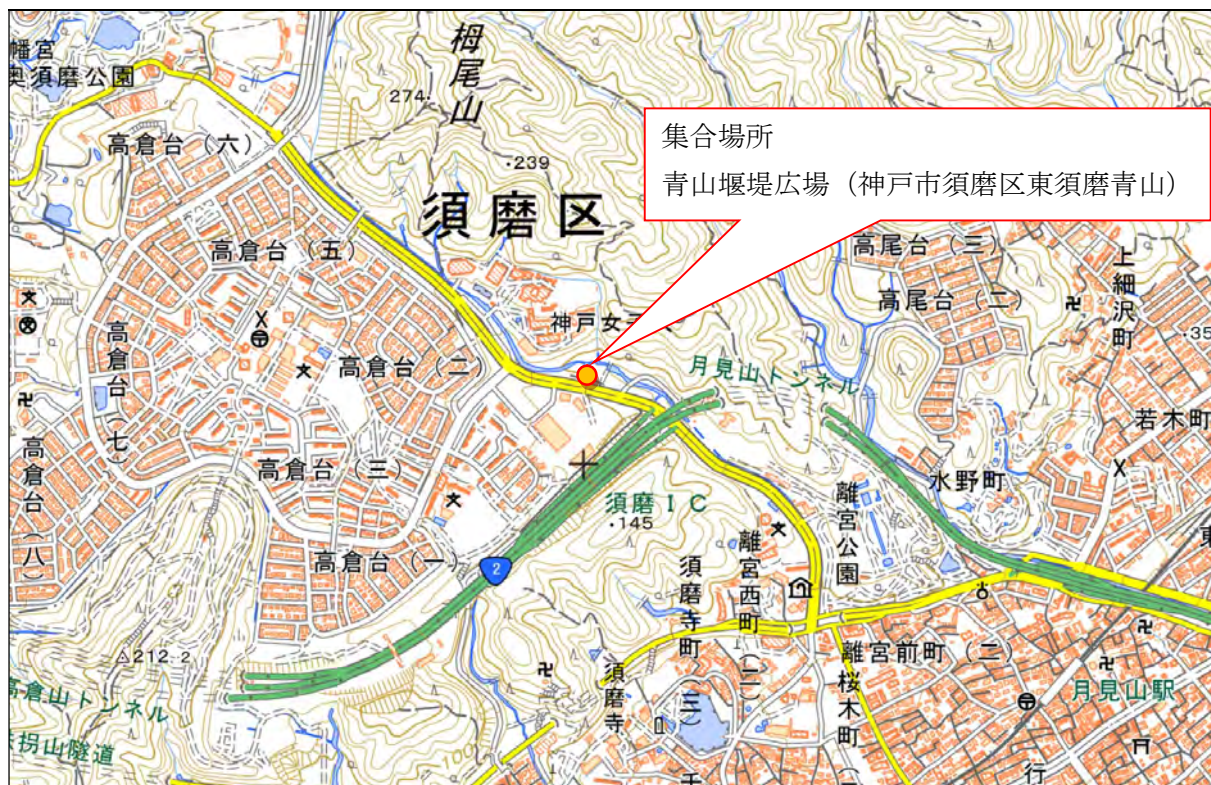 集合場所
青山堰堤広場（神戸市須磨区東須磨青山）
幡宮
奥須磨公園
栂尾山
274
239
高倉台（六）
須磨区
高倉台（五）
高尾台（三）
高尾台（二）
上細沢町
35
神戸女子
高倉台（二）
月見山トンネル
高倉台（七）
若木町
高倉台（三）
水野町
高倉台（八）
須磨ＩＣ
145
離宮公園
東
高倉台（一）
2
須磨寺町
離宮西町
（二）
（三）
212.2
離宮前町（二）
高倉山トンネル
須磨寺
桜木町
月見山駅
拐山隧道
行